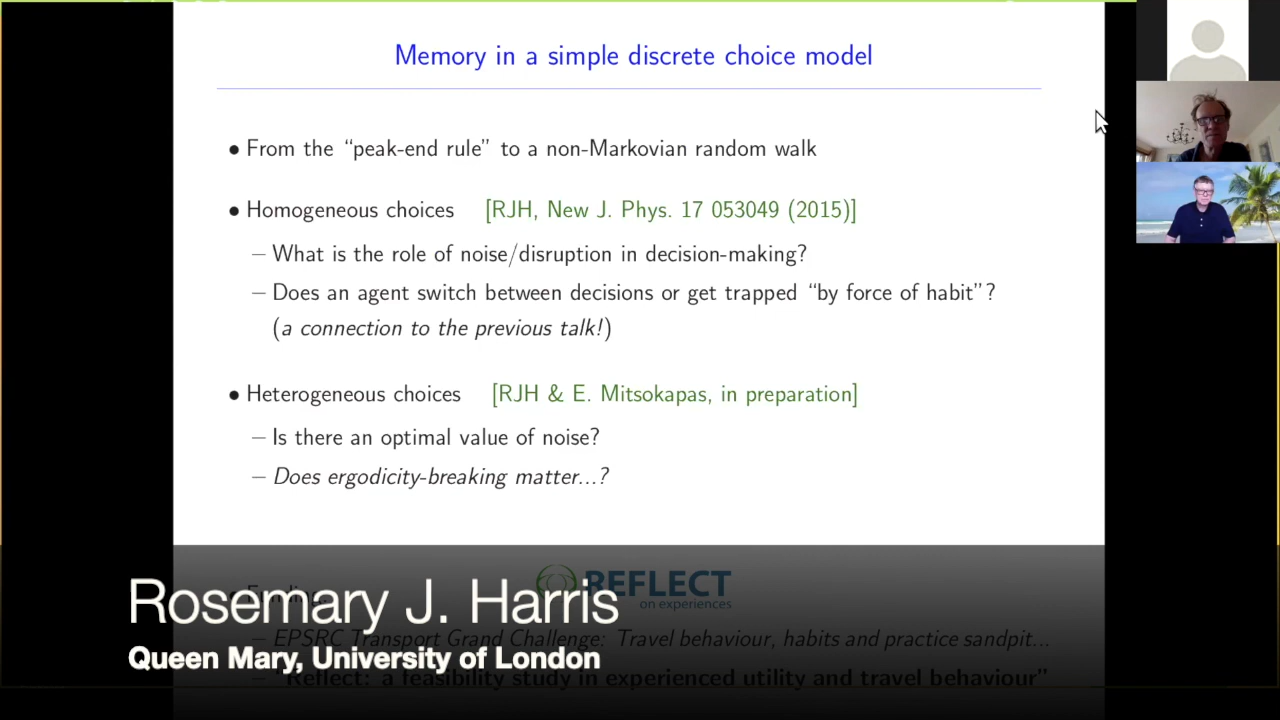 Memory in a simple discrete choice model
● From the “peak-end rule” to a non-Markovian random walk
● Homogeneous choices [RJH, New J. Phys. 17 053049 (2015)]
– What is the role of noise/disruption in decision-making?
– Does an agent switch between decisions or get trapped “by force of habit”?
(a connection to the previous talk!)
● Heterogeneous choices [RJH & E. Mitsokapas, in preparation]
– Is there an optimal value of noise?
– Does ergodicity-breaking matter...?
REFLECT
on experiences
Rosemary J. Harris
– EPSRC Transport Grand Challenge: Travel behaviour, habits and practice sandpit...
Queen Mary, University of London
– “Reflect: a feasibility study in experienced utility and travel behaviour”